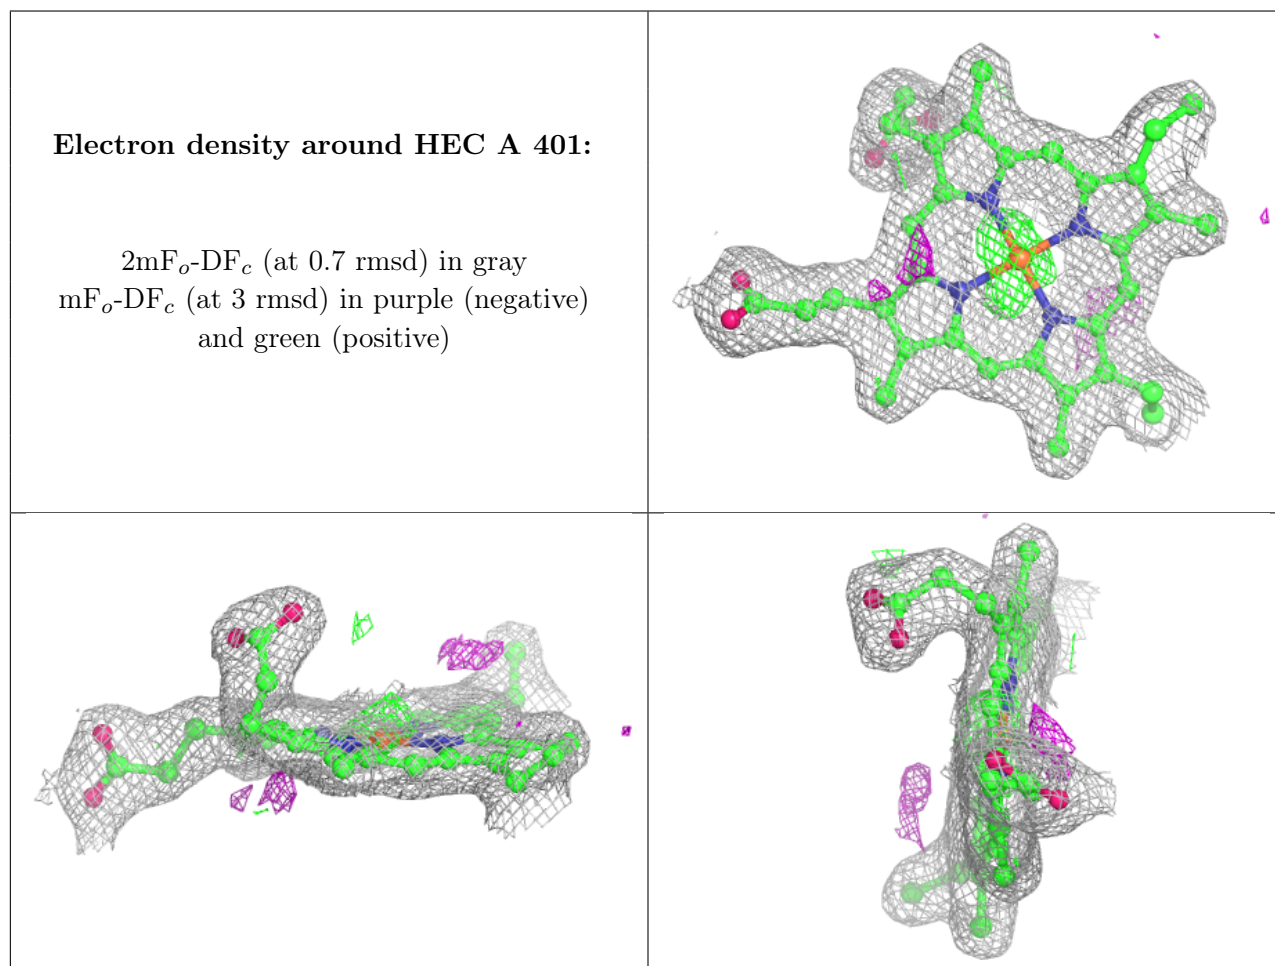 Electron density around HEC A 401:
2mFo-DFc (at 0.7 rmsd) in gray
mFo-DFc (at 3 rmsd) in purple (negative)
and green (positive)